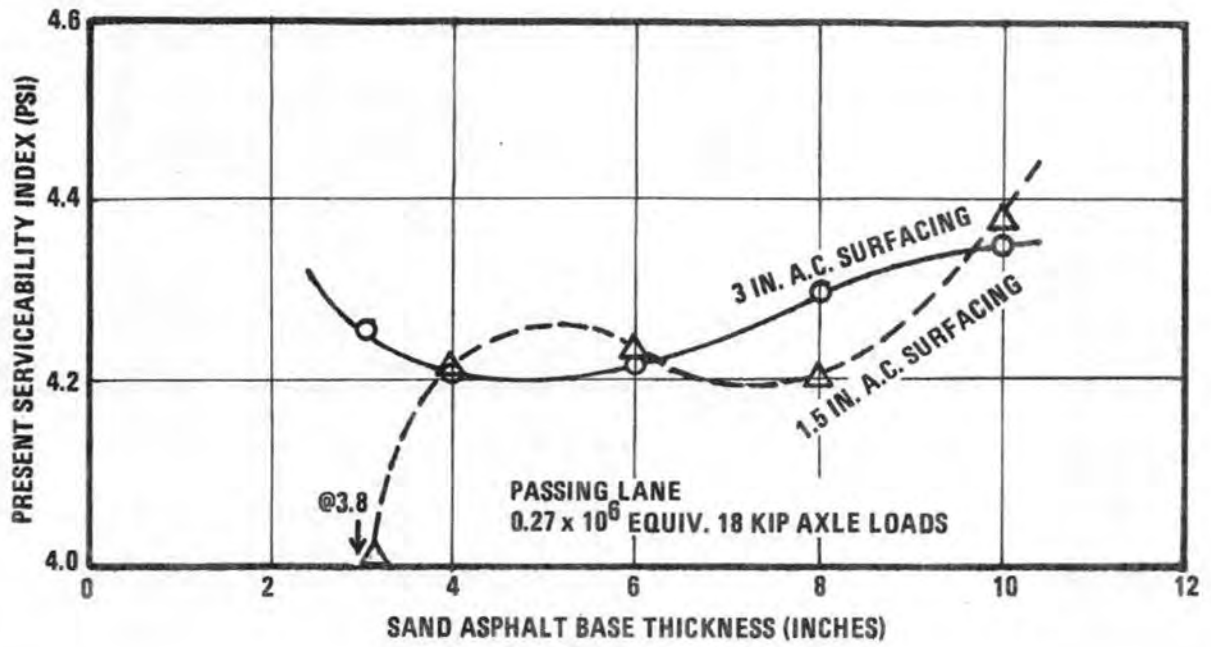 4.6
4.4
4.2
4.0
PRESENT SERVICEABILITY INDEX (PSI)
3 IN. A.C. SURFACING
1.5 IN. A.C. SURFACING
@3.8
PASSING LANE
0.27 x 10⁶ EQUIV. 18 KIP AXLE LOADS
0 2 4 6 8 10 12
SAND ASPHALT BASE THICKNESS (INCHES)